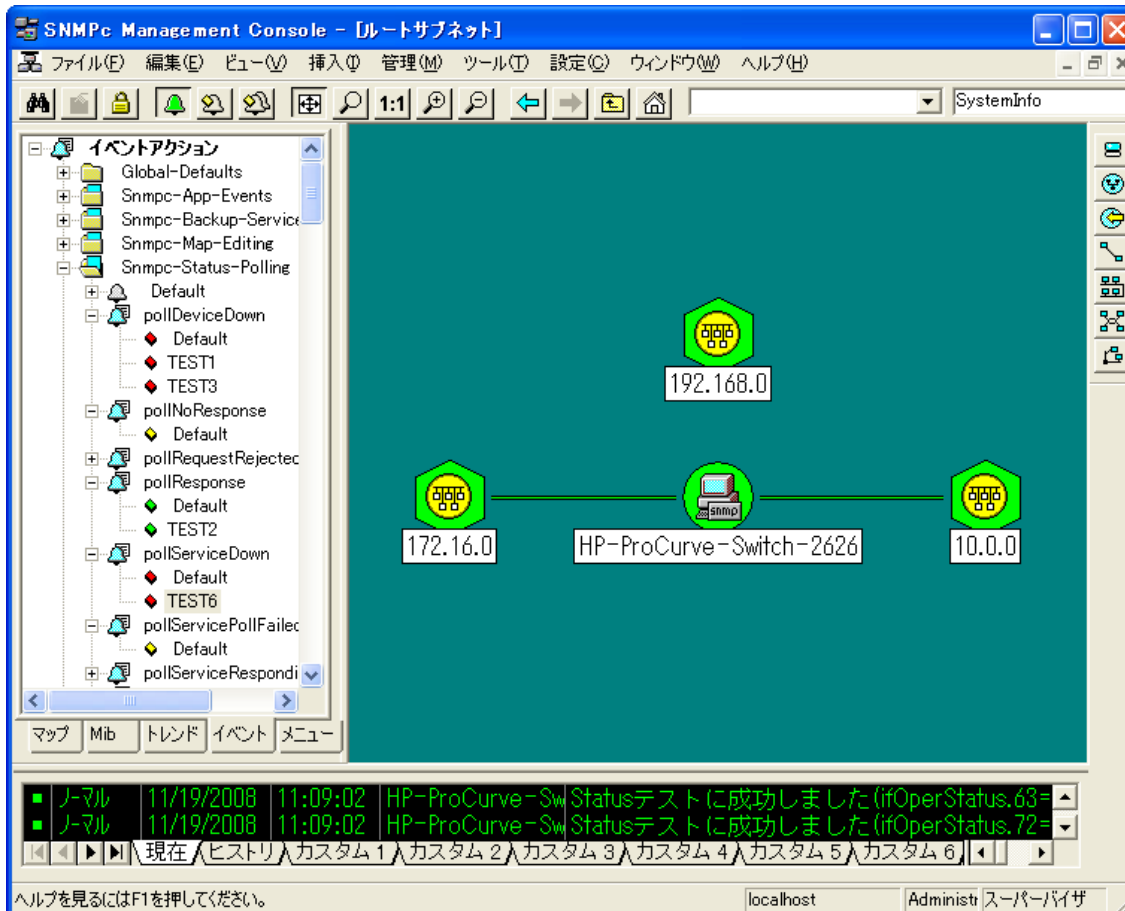 SNMPc Management Console - [ルートサブネット]
ファイル(F) 編集(E) ビュー(V) 挿入(I) 管理(M) ツール(T) 設定(C) ウィンドウ(W) ヘルプ(H)
1:1 SystemInfo
イベントアクション
Global-Defaults
Snmpc-App-Events
Snmpc-Backup-Service
Snmpc-Map-Editing
Snmpc-Status-Polling
Default
pollDeviceDown
Default
TEST1
TEST3
pollNoResponse
Default
pollRequestRejected
pollResponse
Default
TEST2
pollServiceDown
Default
TEST6
pollServicePollFailed
Default
pollServiceRespondi
マップ Mib トレンド イベント メニュー
192.168.0
172.16.0
snmp
HP-ProCurve-Switch-2626
10.0.0
ノーマル 11/19/2008 11:09:02 HP-ProCurve-Sw Statusテストに成功しました(ifOperStatus.63=
ノーマル 11/19/2008 11:09:02 HP-ProCurve-Sw Statusテストに成功しました(ifOperStatus.72=
現在 ヒストリ カスタム 1 カスタム 2 カスタム 3 カスタム 4 カスタム 5 カスタム 6
ヘルプを見るにはF1を押してください。 localhost Administr スーパーバイザ